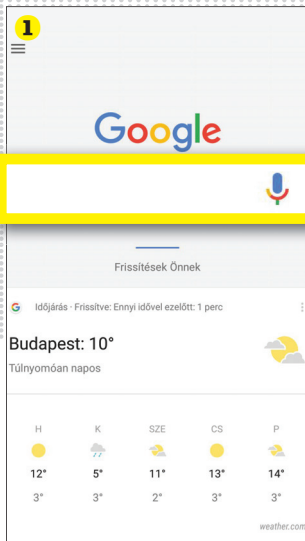 1
Google
Frissítések Önnek
G Időjárás · Frissítve: Ennyi idővel ezelőtt: 1 perc
Budapest: 10°
Túlnyomóan napos
H K SZE CS P
12° 5° 11° 13° 14°
3° 3° 2° 3° 3°
weather.com